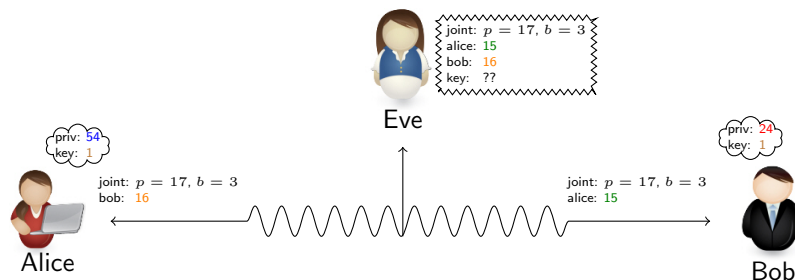 joint: p = 17, b = 3
alice: 15
bob: 16
key: ??
Eve
priv: 54
key: 1
joint: p = 17, b = 3
bob: 16
Alice
priv: 24
key: 1
joint: p = 17, b = 3
alice: 15
Bob